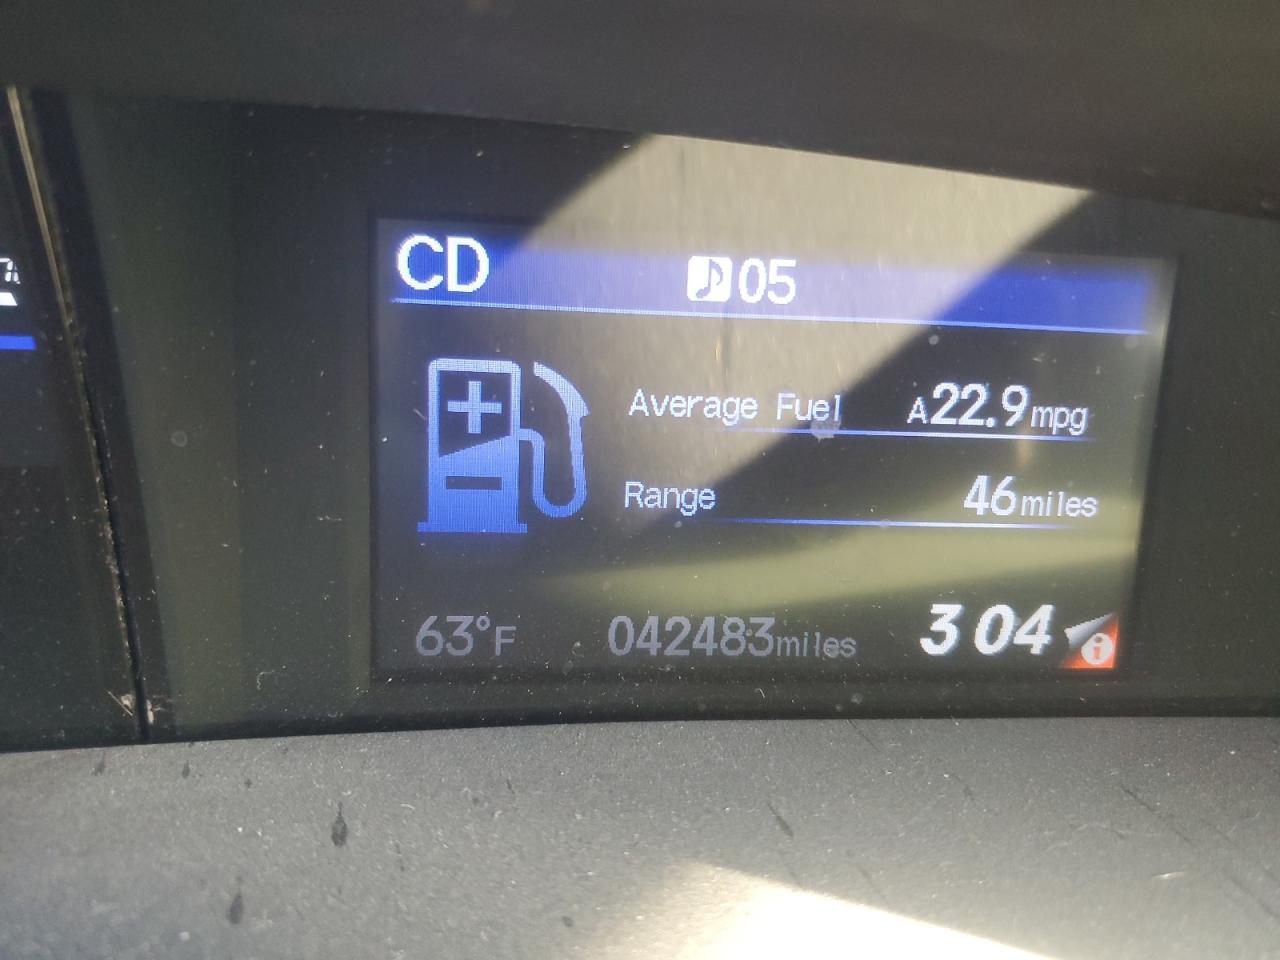 CD 05
Average Fuel A22.9mpg
Range 46miles
63°F 042483miles 3 04 i